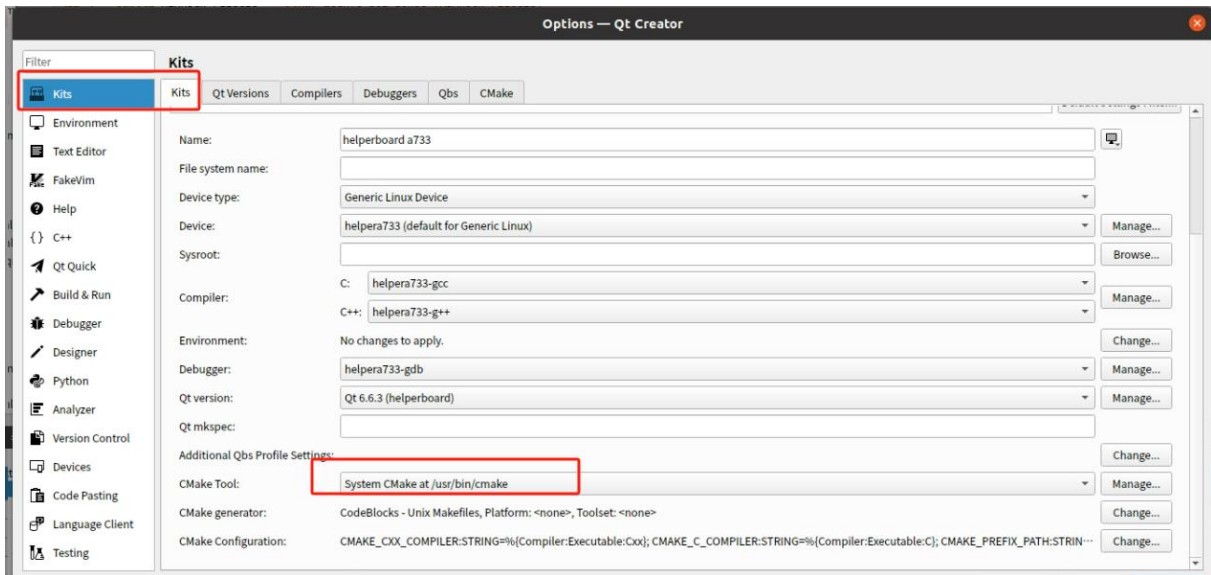 Options — Qt Creator
Filter
Kits
Kits
Environment
Text Editor
FakeVim
Help
{} C++
Qt Quick
Build & Run
Debugger
Designer
Python
Analyzer
Version Control
Devices
Code Pasting
Language Client
Testing
Kits Qt Versions Compilers Debuggers Qbs CMake
Name: helperboard a733
File system name:
Device type: Generic Linux Device
Device: helpera733 (default for Generic Linux) Manage...
Sysroot: Browse...
Compiler: C: helpera733-gcc Manage...
C++: helpera733-g++
Environment: No changes to apply. Change...
Debugger: helpera733-gdb Manage...
Qt version: Qt 6.6.3 (helperboard) Manage...
Qt mkspec:
Additional Qbs Profile Settings: Change...
CMake Tool: System CMake at /usr/bin/cmake Manage...
CMake generator: CodeBlocks - Unix Makefiles, Platform: <none>, Toolset: <none> Change...
CMake Configuration: CMAKE_CXX_COMPILER:STRING=%{Compiler:Executable:Cxx}; CMAKE_C_COMPILER:STRING=%{Compiler:Executable:C}; CMAKE_PREFIX_PATH:STRIN··· Change...